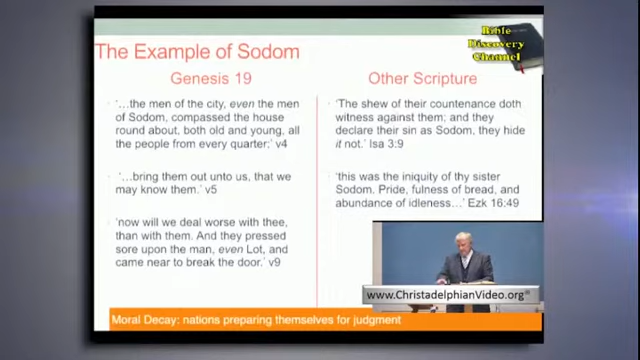 The Example of Sodom
Bible
Discovery
Channel
Genesis 19
'…the men of the city, even the men
of Sodom, compassed the house
round about, both old and young, all
the people from every quarter;' v4
'…bring them out unto us, that we
may know them.' v5
'now will we deal worse with thee,
than with them. And they pressed
sore upon the man, even Lot, and
came near to break the door.' v9
Other Scripture
'The shew of their countenance doth
witness against them; and they
declare their sin as Sodom, they hide
it not.' Isa 3:9
'this was the iniquity of thy sister
Sodom. Pride, fulness of bread, and
abundance of idleness…' Ezk 16:49
www.ChristadelphianVideo.org
Moral Decay: nations preparing themselves for judgment